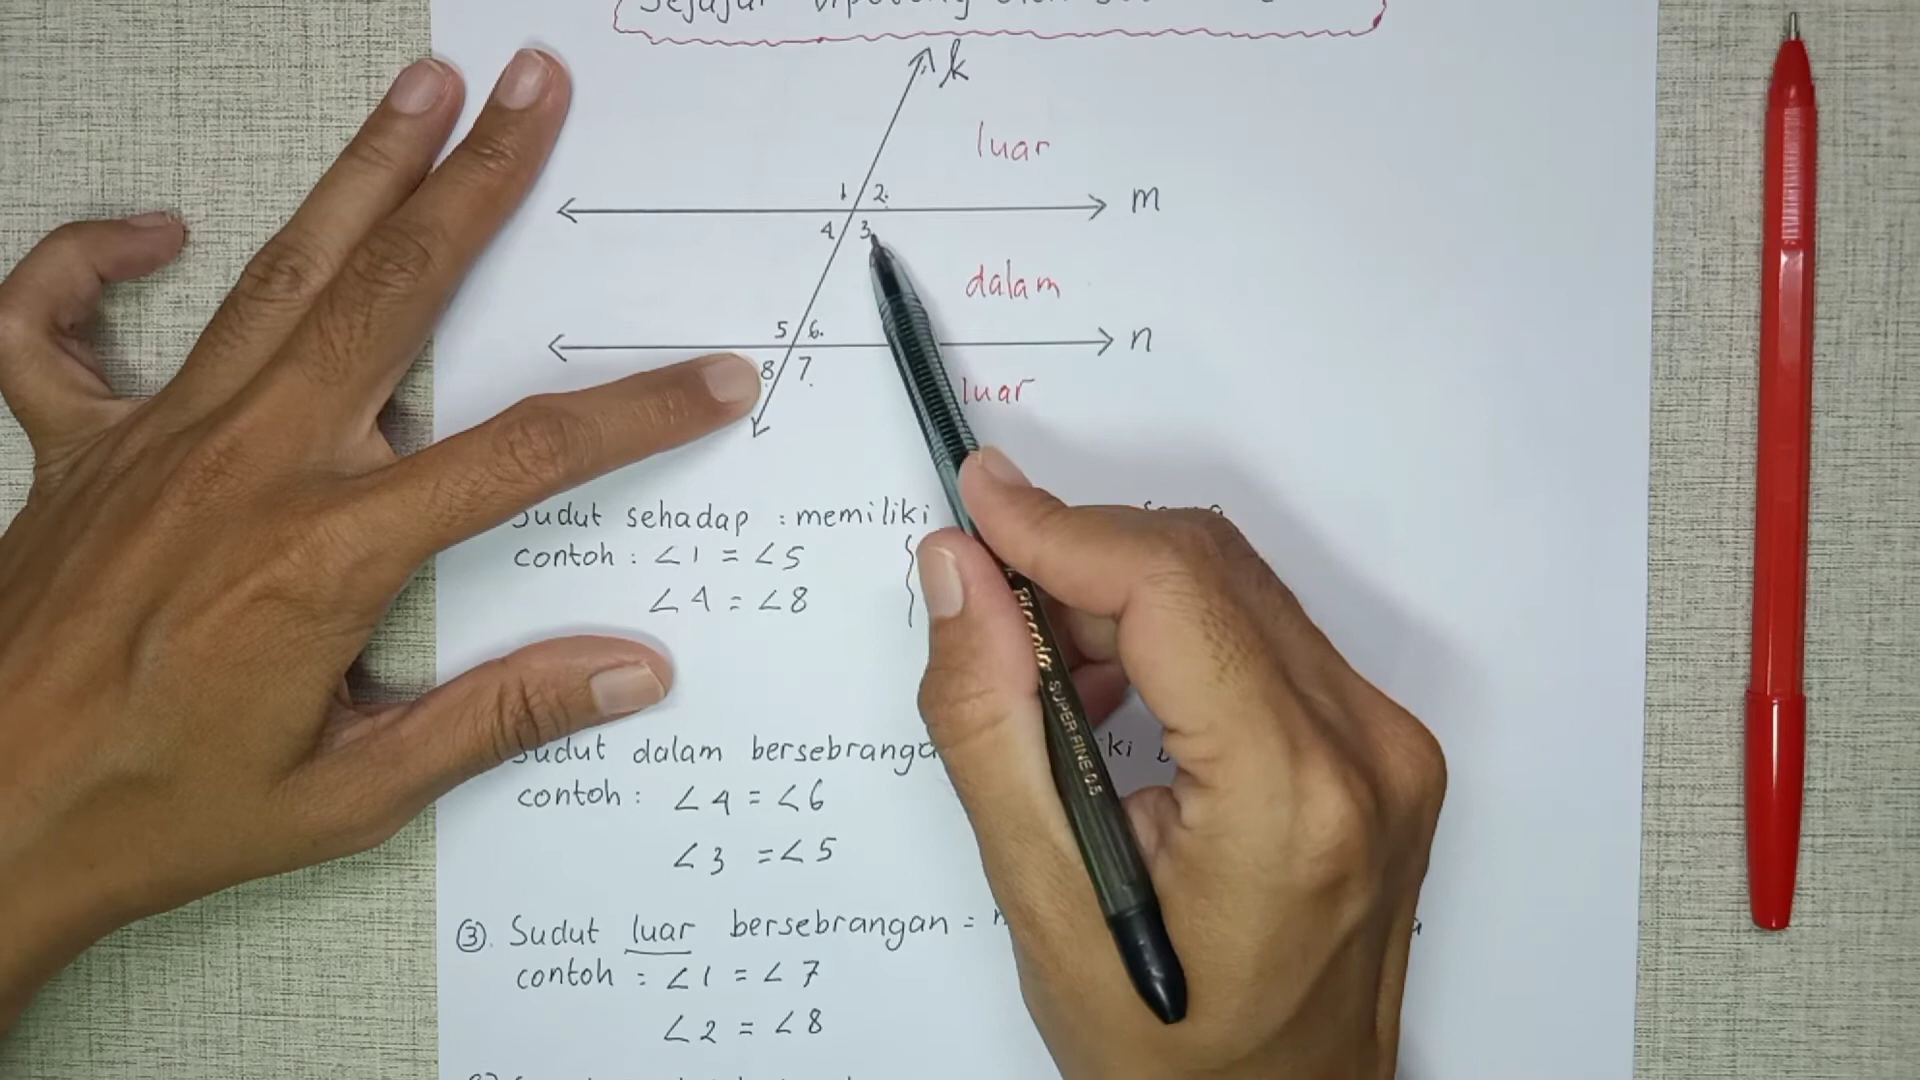 k
luar
1 2.
m
4 3
dalam
5 6.
n
8 7
luar
Sudut sehadap : memiliki
contoh : ∠1 = ∠5
∠4 = ∠8
Piccolo SUPER FINE 0.5
Sudut dalam
contoh : ∠4 = ∠6
∠3 = ∠5
③. Sudut luar bersebrangan =
contoh : ∠1 = ∠7
∠2 = ∠8